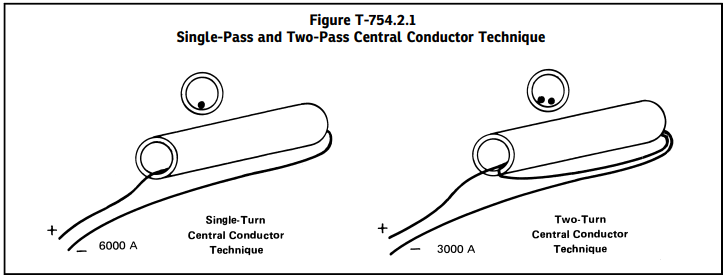 Figure T-754.2.1
Single-Pass and Two-Pass Central Conductor Technique
+
− 6000 A
Single-Turn
Central Conductor
Technique
+
− 3000 A
Two-Turn
Central Conductor
Technique